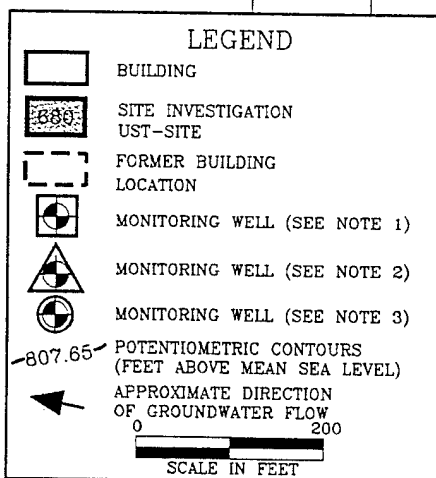 LEGEND
BUILDING
680
SITE INVESTIGATION
UST-SITE
FORMER BUILDING
LOCATION
MONITORING WELL (SEE NOTE 1)
MONITORING WELL (SEE NOTE 2)
MONITORING WELL (SEE NOTE 3)
-807.65-
POTENTIOMETRIC CONTOURS
(FEET ABOVE MEAN SEA LEVEL)
APPROXIMATE DIRECTION
OF GROUNDWATER FLOW
0 200
SCALE IN FEET